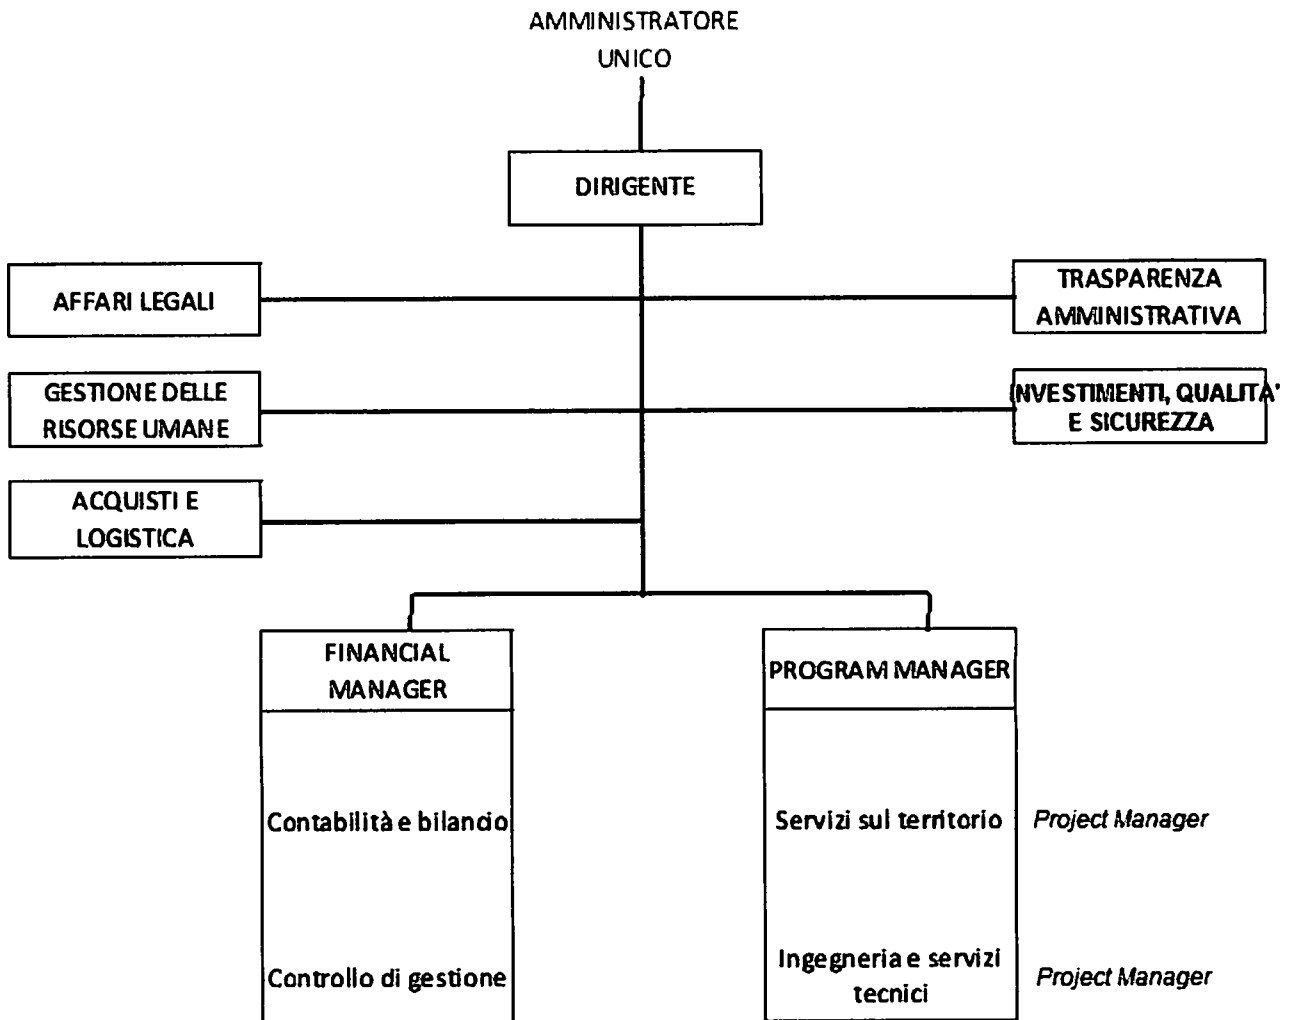 AMMINISTRATORE
UNICO
DIRIGENTE
AFFARI LEGALI
TRASPARENZA
AMMINISTRATIVA
GESTIONE DELLE
RISORSE UMANE
INVESTIMENTI, QUALITA'
E SICUREZZA
ACQUISTI E
LOGISTICA
FINANCIAL
MANAGER
PROGRAM MANAGER
Contabilità e bilancio
Servizi sul territorio
Project Manager
Controllo di gestione
Ingegneria e servizi
tecnici
Project Manager